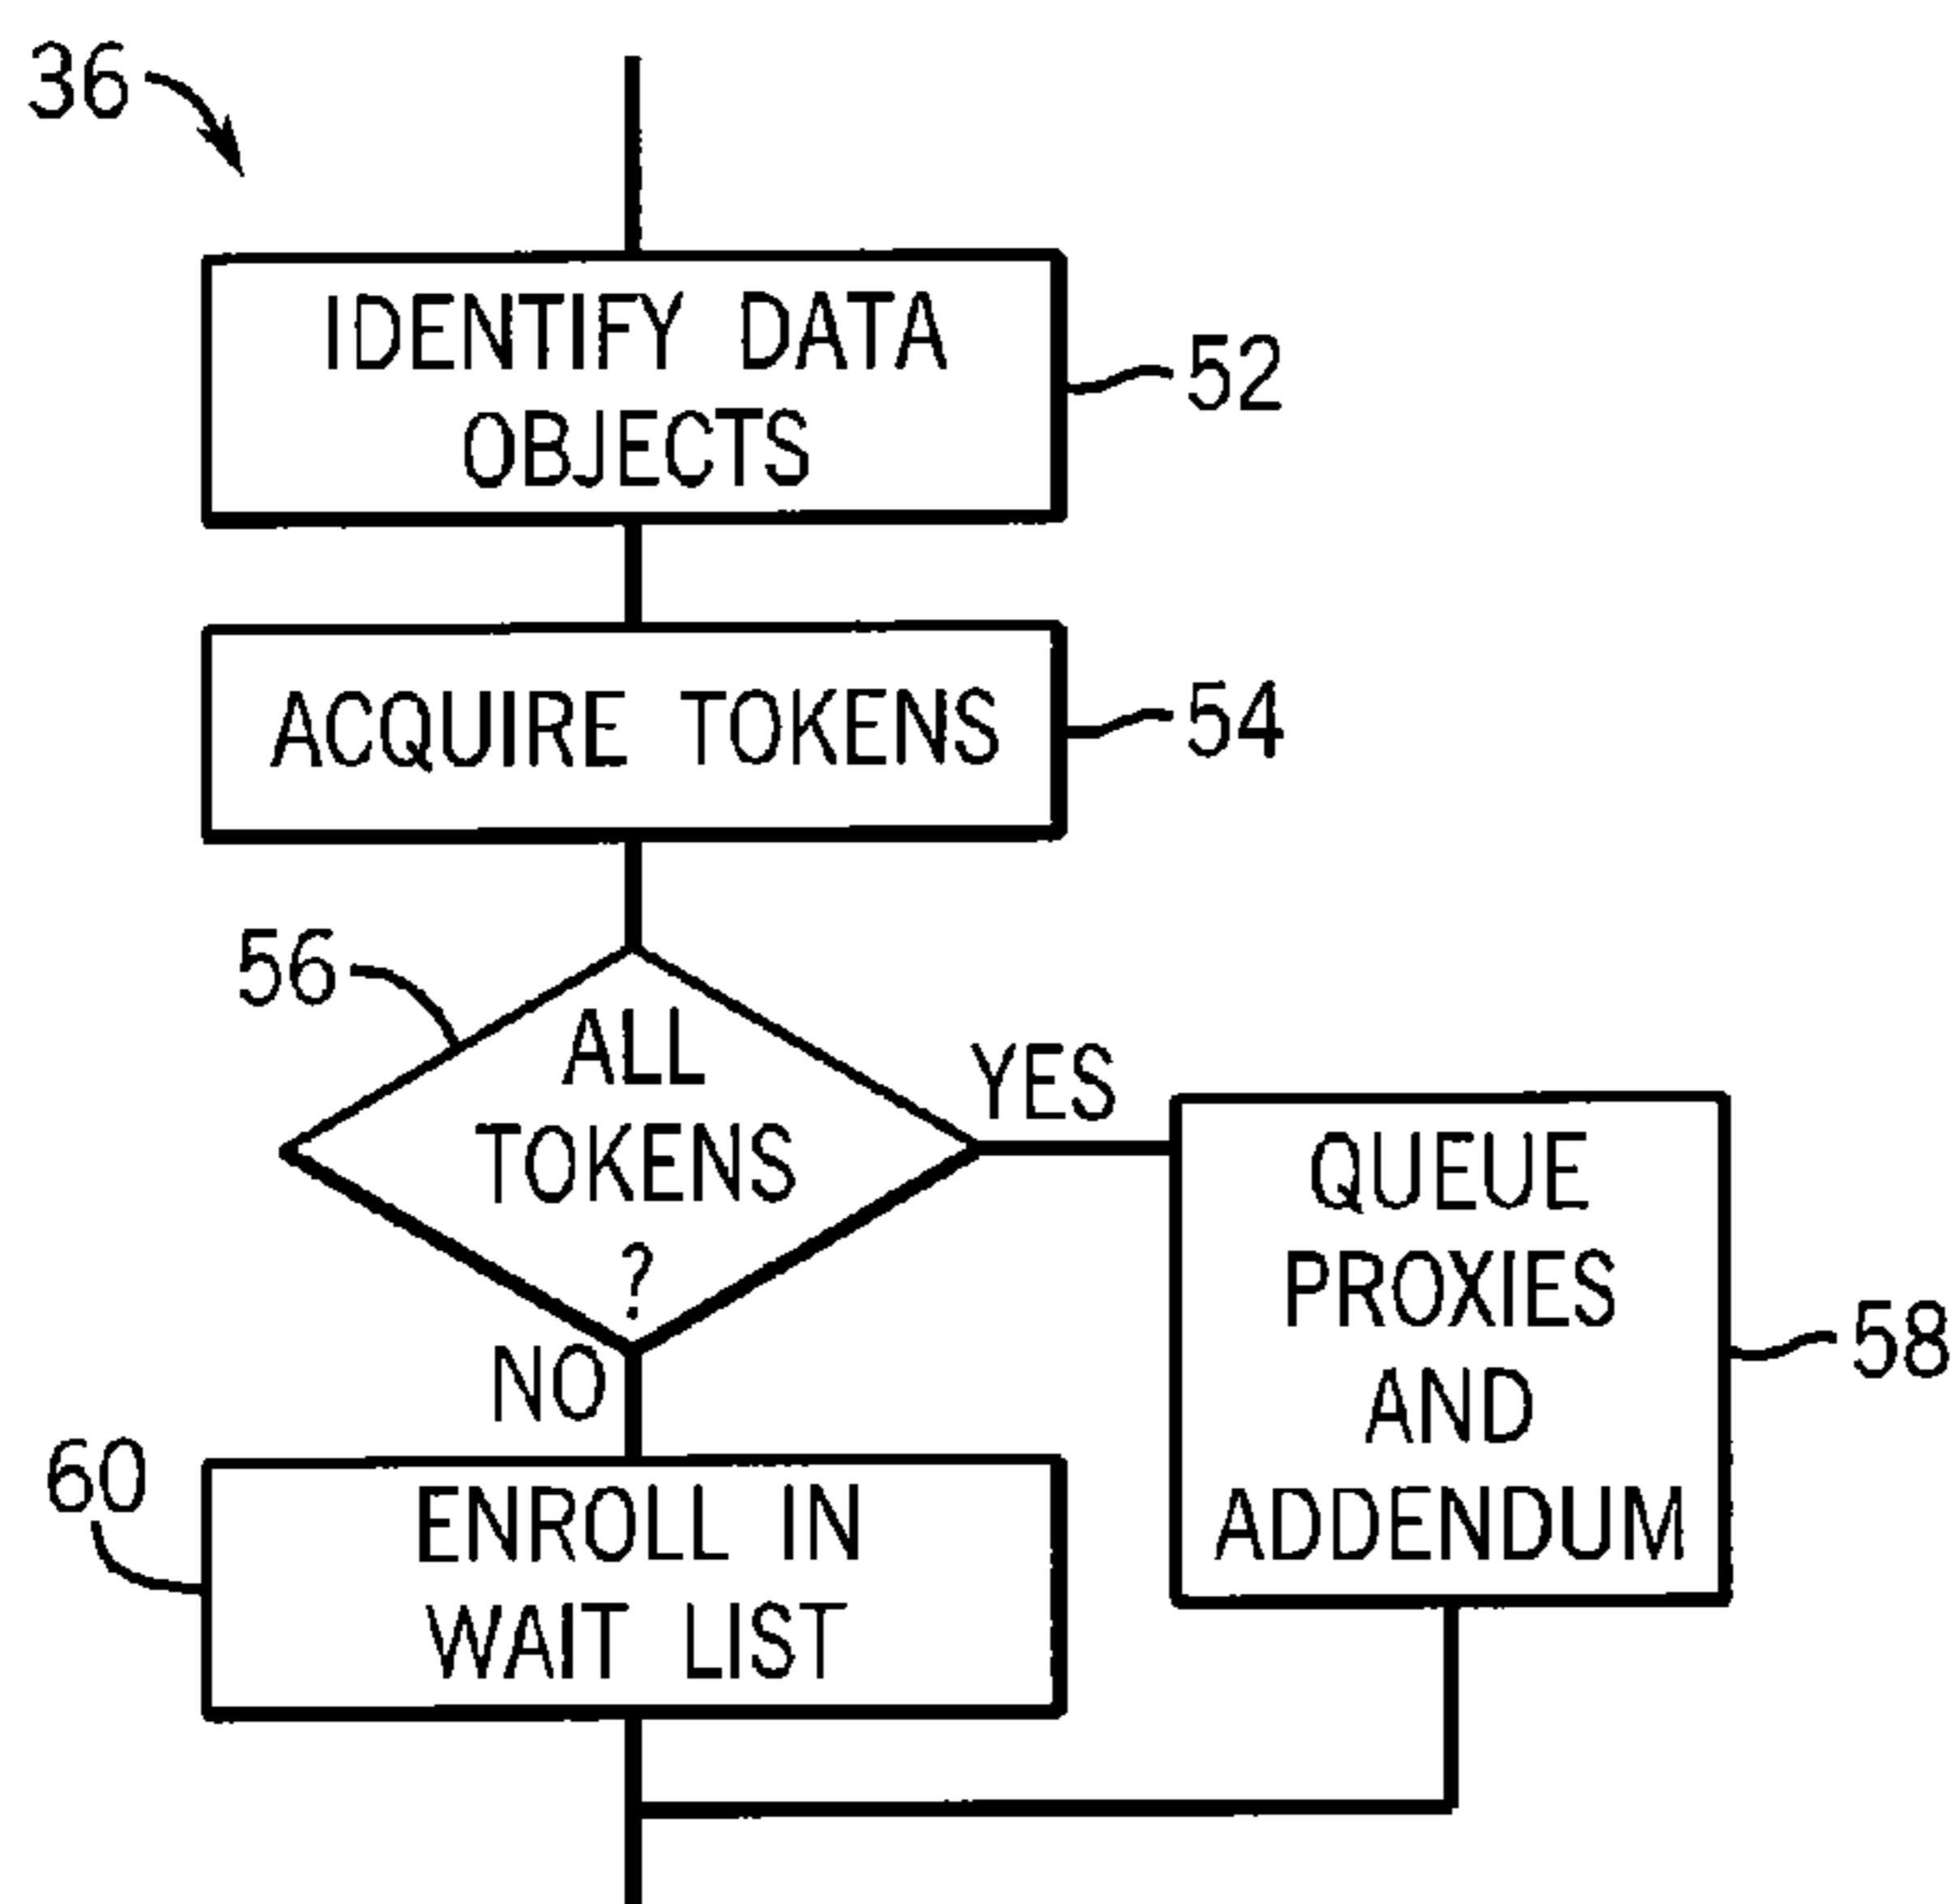 36
IDENTIFY DATA
OBJECTS
52
ACQUIRE TOKENS
54
56
ALL
TOKENS
?
YES
NO
QUEUE
PROXIES
AND
ADDENDUM
58
60
ENROLL IN
WAIT LIST